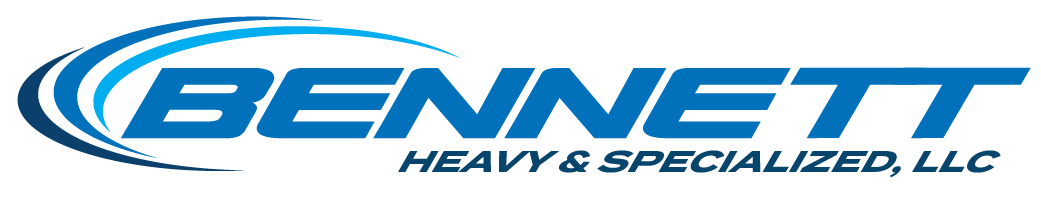 BENNETT
HEAVY & SPECIALIZED, LLC